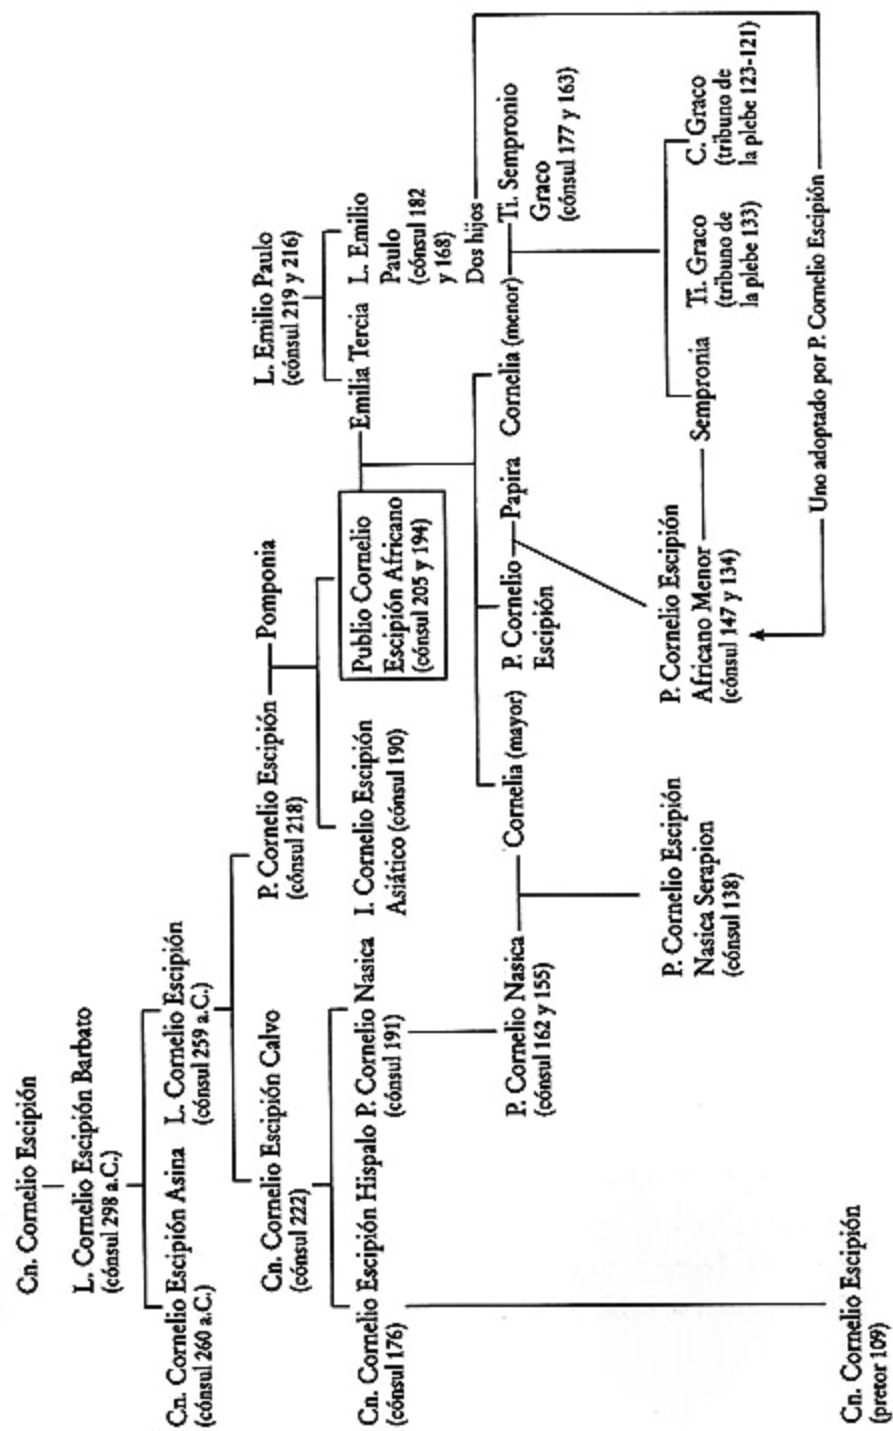 Cn. Cornelio Escipión
L. Cornelio Escipión Barbato
(cónsul 298 a.C.)
Cn. Cornelio Escipión Asina
(cónsul 260 a.C.)
L. Cornelio Escipión
(cónsul 259 a.C.)
Cn. Cornelio Escipión Calvo
(cónsul 222)
P. Cornelio Escipión
(cónsul 218)
Pomponia
L. Emilio Paulo
(cónsul 219 y 216)
Cn. Cornelio Escipión Hispalo
(cónsul 176)
P. Cornelio Nasica
(cónsul 191)
I. Cornelio Escipión
Asiático (cónsul 190)
Publio Cornelio
Escipión Africano
(cónsul 205 y 194)
Emilia Tercia
L. Emilio
Paulo
(cónsul 182
y 168)
Dos hijos
P. Cornelio Nasica
(cónsul 162 y 155)
Cornelia (mayor)
P. Cornelio
Escipión
Papira
Cornelia (menor)
Ti. Sempronio
Graco
(cónsul 177 y 163)
P. Cornelio Escipión
Nasica Serapion
(cónsul 138)
P. Cornelio Escipión
Africano Menor
(cónsul 147 y 134)
Sempronia
Ti. Graco
(tribuno de
la plebe 133)
C. Graco
(tribuno de
la plebe 123-121)
Uno adoptado por P. Cornelio Escipión
Cn. Cornelio Escipión
(pretor 109)